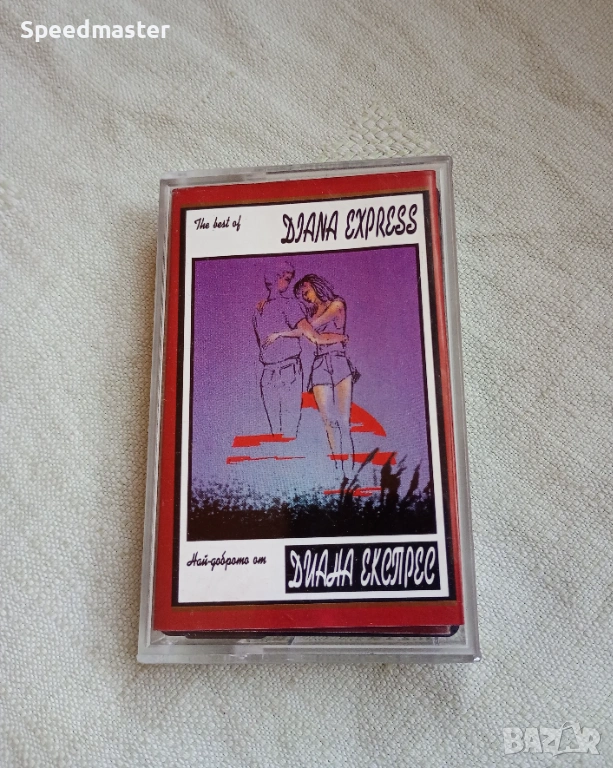 Speedmaster
The best of DIANA EXPRESS
Най-доброто от ДИАНА ЕКСПРЕС
BAZAR